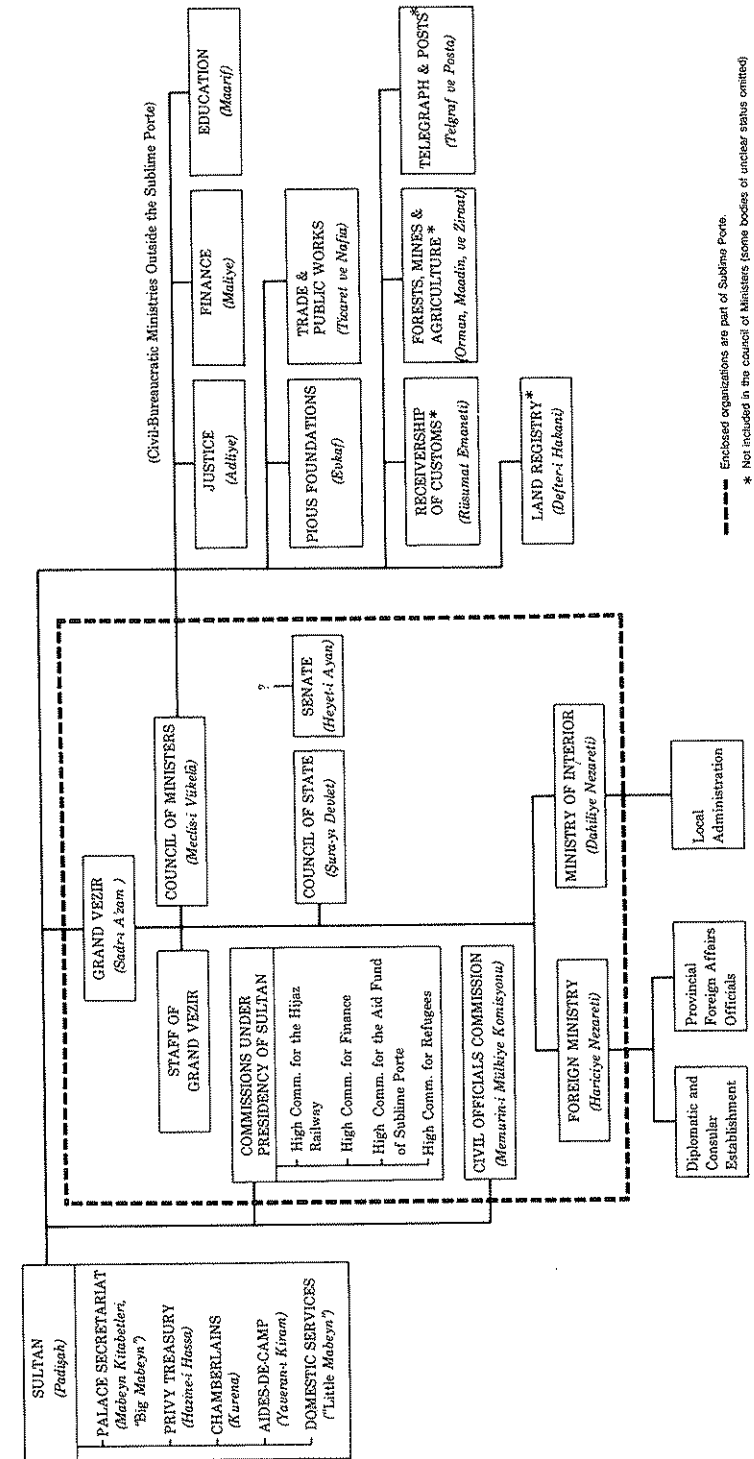 SULTAN
(Padişah)
PALACE SECRETARIAT
(Mabeyn Kitabetleri,
"Big Mabeyn")
PRIVY TREASURY
(Hazine-i Hassa)
CHAMBERLAINS
(Kurena)
AIDES-DE-CAMP
(Yaveran-ı Kiram)
DOMESTIC SERVICES
("Little Mabeyn")
GRAND VEZIR
(Sadr-ı A'zam)
STAFF OF
GRAND VEZIR
COUNCIL OF MINISTERS
(Meclis-i Vükelâ)
COMMISSIONS UNDER
PRESIDENCY OF SULTAN
High Comm. for the Hijaz
Railway
High Comm. for Finance
High Comm. for the Aid Fund
of Sublime Porte
High Comm. for Refugees
COUNCIL OF STATE
(Şura-yı Devlet)
?
SENATE
(Heyet-i Ayan)
CIVIL OFFICIALS COMMISSION
(Memurin-i Mülkiye Komisyonu)
FOREIGN MINISTRY
(Hariciye Nezareti)
MINISTRY OF INTERIOR
(Dahiliye Nezareti)
Diplomatic and
Consular
Establishment
Provincial
Foreign Affairs
Officials
Local
Administration
(Civil-Bureaucratic Ministries Outside the Sublime Porte)
JUSTICE
(Adliye)
FINANCE
(Maliye)
EDUCATION
(Maarif)
PIOUS FOUNDATIONS
(Evkaf)
TRADE &
PUBLIC WORKS
(Ticaret ve Nafia)
RECEIVERSHIP
OF CUSTOMS*
(Rüsumat Emaneti)
FORESTS, MINES &
AGRICULTURE*
(Orman, Maadin, ve Ziraat)
TELEGRAPH & POSTS*
(Telgraf ve Posta)
LAND REGISTRY*
(Defter-i Hakani)
Enclosed organizations are part of Sublime Porte.
* Not included in the council of Ministers (some bodies of unclear status omitted)